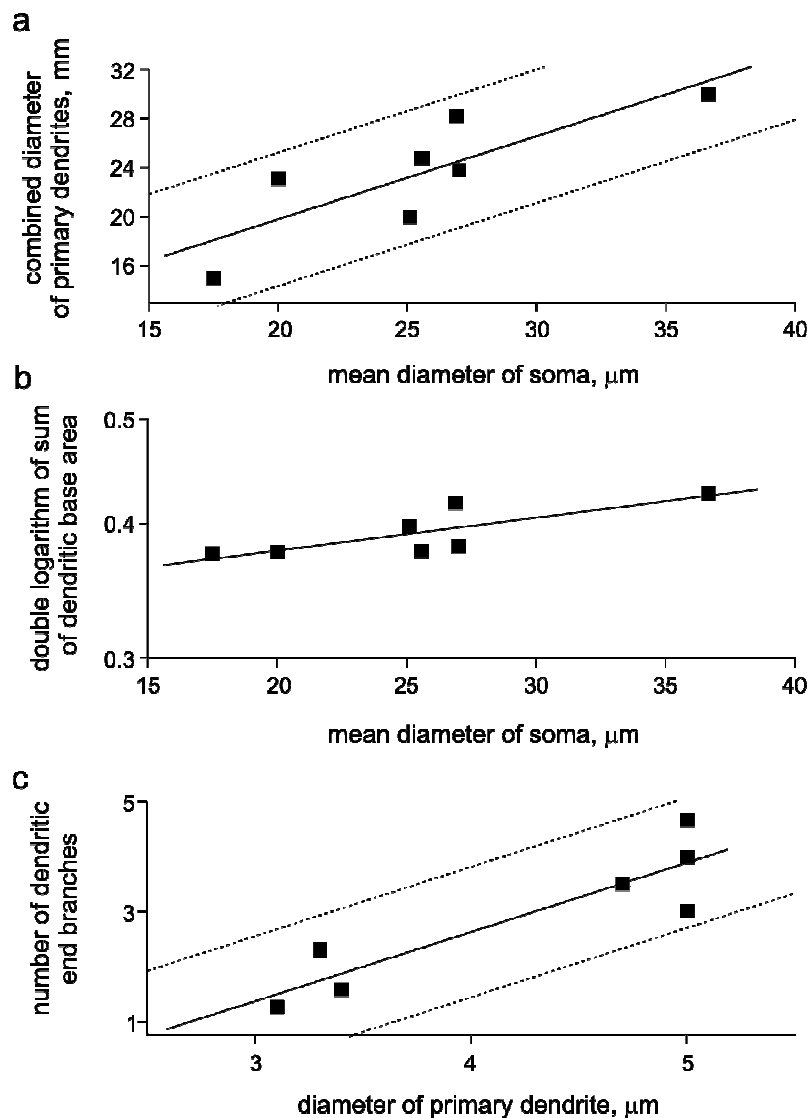 a
combined diameter
of primary dendrites, mm
32
28
24
20
16
15 20 25 30 35 40
mean diameter of soma, μm
b
double logarithm of sum
of dendritic base area
0.5
0.4
0.3
15 20 25 30 35 40
mean diameter of soma, μm
c
number of dendritic
end branches
5
3
1
3 4 5
diameter of primary dendrite, μm